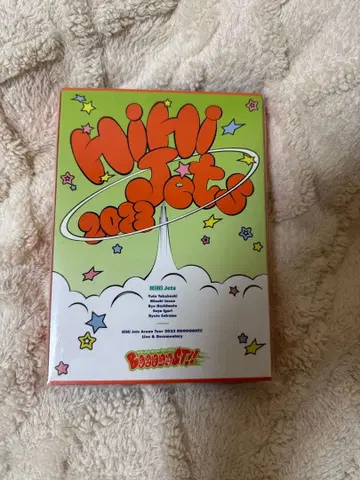 HiHi
Jets
2023
HiHi Jets
Yuto Takahashi
Mizuki Inoue
Ryo Hashimoto
Soya Igari
Ryuto Sakuma
HiHi Jets Arena Tour 2023 BOOOOOST!!
Live & Documentary
BOOOOOST!!